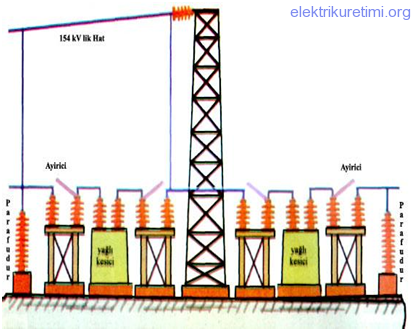 elektrikuretimi.org
154 kV lik Hat
Ayirici
Ayirici
Parafudur
yağlı
kesici
yağlı
kesici
Parafudur